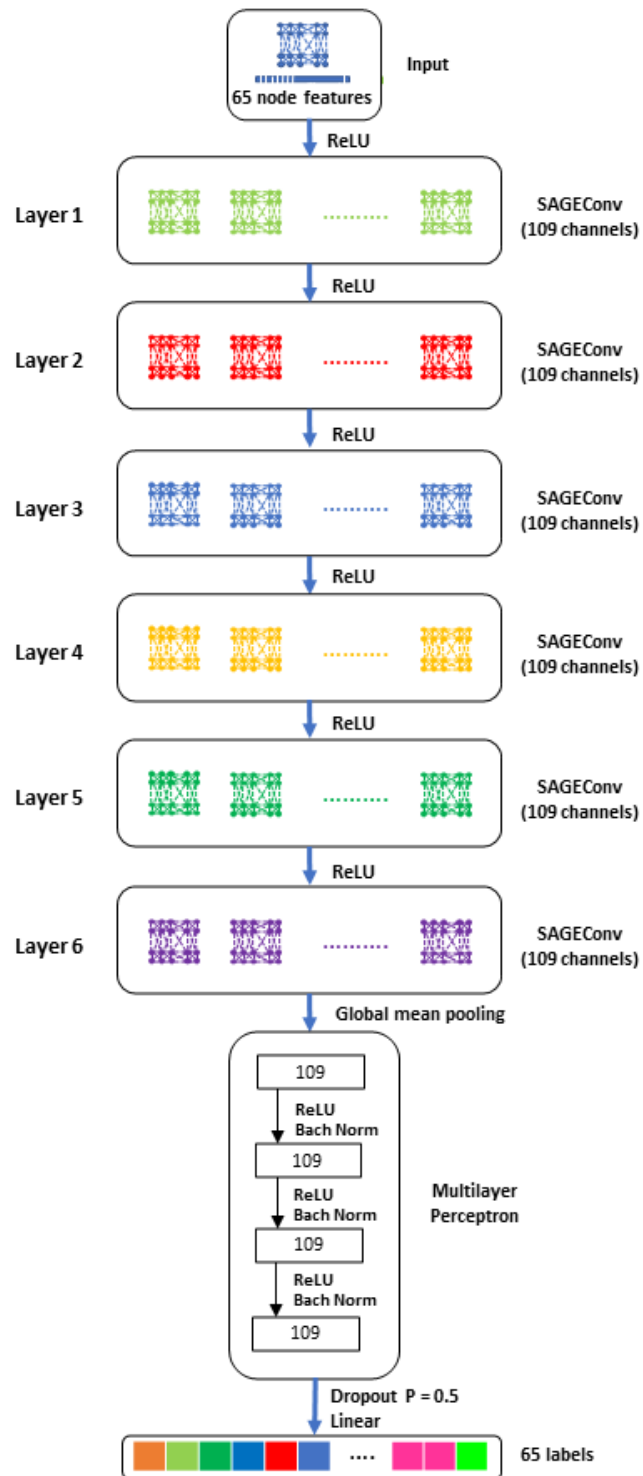 Input
65 node features
ReLU
Layer 1
SAGEConv
(109 channels)
ReLU
Layer 2
SAGEConv
(109 channels)
ReLU
Layer 3
SAGEConv
(109 channels)
ReLU
Layer 4
SAGEConv
(109 channels)
ReLU
Layer 5
SAGEConv
(109 channels)
ReLU
Layer 6
SAGEConv
(109 channels)
Global mean pooling
109
ReLU
Bach Norm
109
ReLU
Bach Norm
109
ReLU
Bach Norm
109
Multilayer
Perceptron
Dropout P = 0.5
Linear
65 labels